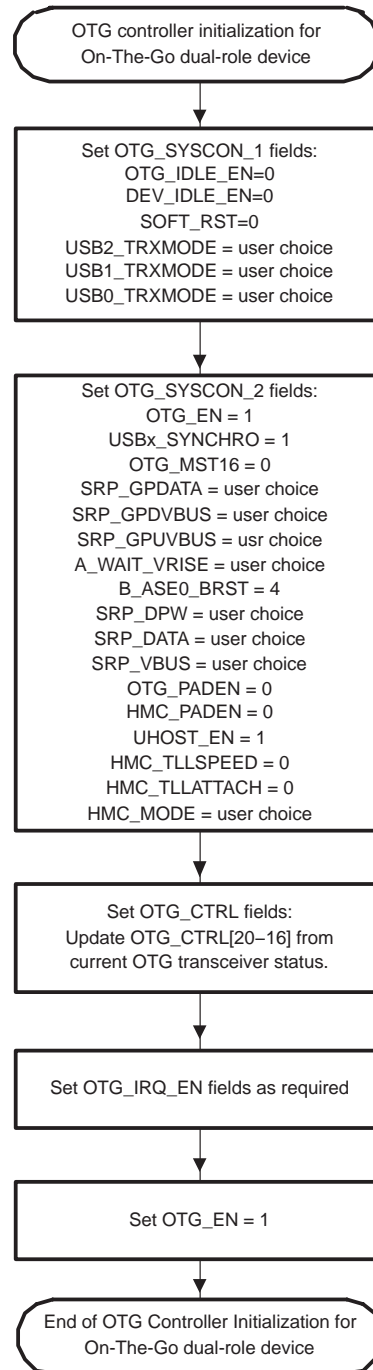 OTG controller initialization for
On-The-Go dual-role device
Set OTG_SYSCON_1 fields:
OTG_IDLE_EN=0
DEV_IDLE_EN=0
SOFT_RST=0
USB2_TRXMODE = user choice
USB1_TRXMODE = user choice
USB0_TRXMODE = user choice
Set OTG_SYSCON_2 fields:
OTG_EN = 1
USBx_SYNCHRO = 1
OTG_MST16 = 0
SRP_GPDATA = user choice
SRP_GPDVBUS = user choice
SRP_GPUVBUS = usr choice
A_WAIT_VRISE = user choice
B_ASE0_BRST = 4
SRP_DPW = user choice
SRP_DATA = user choice
SRP_VBUS = user choice
OTG_PADEN = 0
HMC_PADEN = 0
UHOST_EN = 1
HMC_TLLSPEED = 0
HMC_TLLATTACH = 0
HMC_MODE = user choice
Set OTG_CTRL fields:
Update OTG_CTRL[20–16] from
current OTG transceiver status.
Set OTG_IRQ_EN fields as required
Set OTG_EN = 1
End of OTG Controller Initialization for
On-The-Go dual-role device